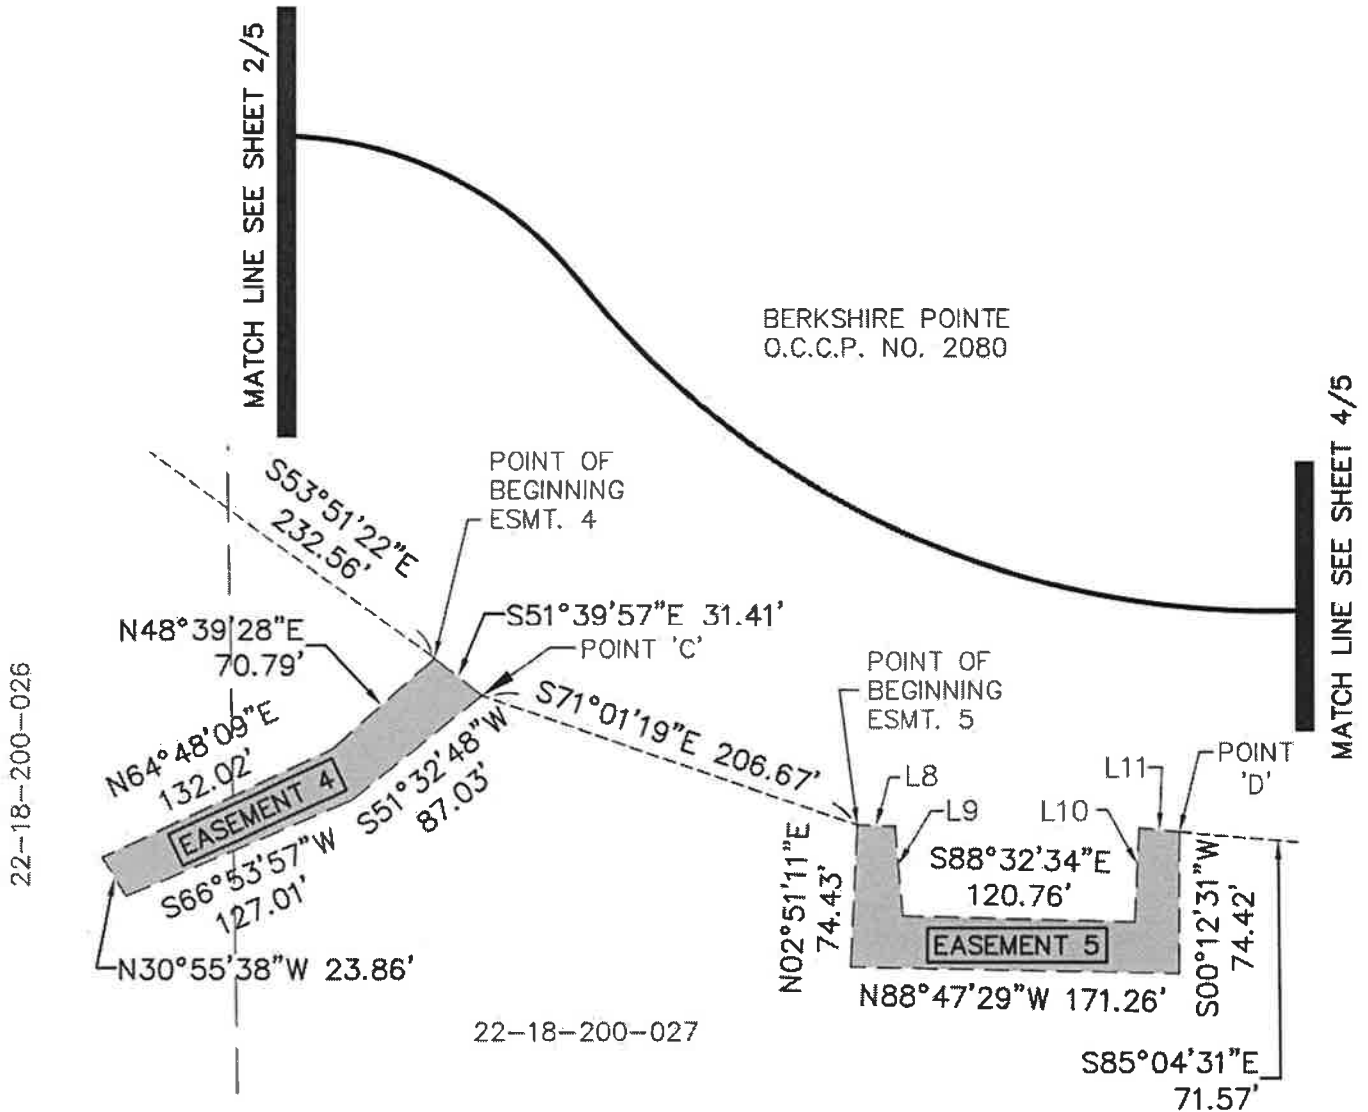 MATCH LINE SEE SHEET 2/5
BERKSHIRE POINTE
O.C.C.P. NO. 2080
MATCH LINE SEE SHEET 4/5
S53°51'22"E
232.56'
POINT OF
BEGINNING
ESMT. 4
N48°39'28"E
70.79'
S51°39'57"E 31.41'
POINT 'C'
22-18-200-026
N64°48'09"E
132.02'
EASEMENT 4
S51°32'48"W
87.03'
S66°53'57"W
127.01'
N30°55'38"W 23.86'
S71°01'19"E 206.67'
POINT OF
BEGINNING
ESMT. 5
L8
L9
L10
L11
POINT
'D'
N02°51'11"E
74.43'
S88°32'34"E
120.76'
S00°12'31"W
74.42'
EASEMENT 5
N88°47'29"W 171.26'
22-18-200-027
S85°04'31"E
71.57'